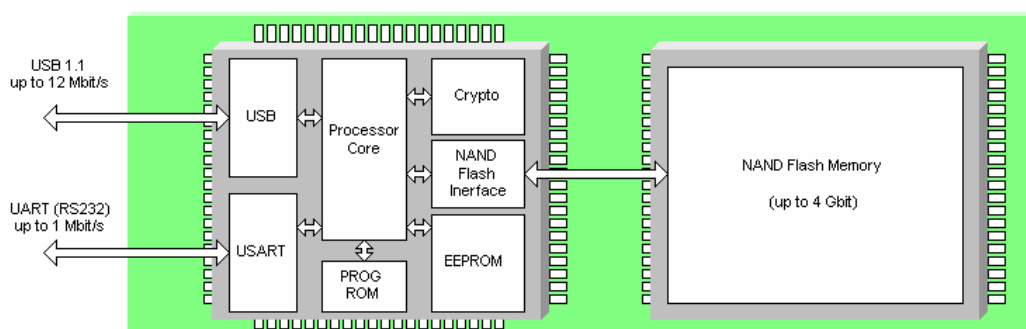 USB 1.1
up to 12 Mbit/s
UART (RS232)
up to 1 Mbit/s
USB
USART
Processor
Core
PROG
ROM
Crypto
NAND
Flash
Inerface
EEPROM
NAND Flash Memory
(up to 4 Gbit)